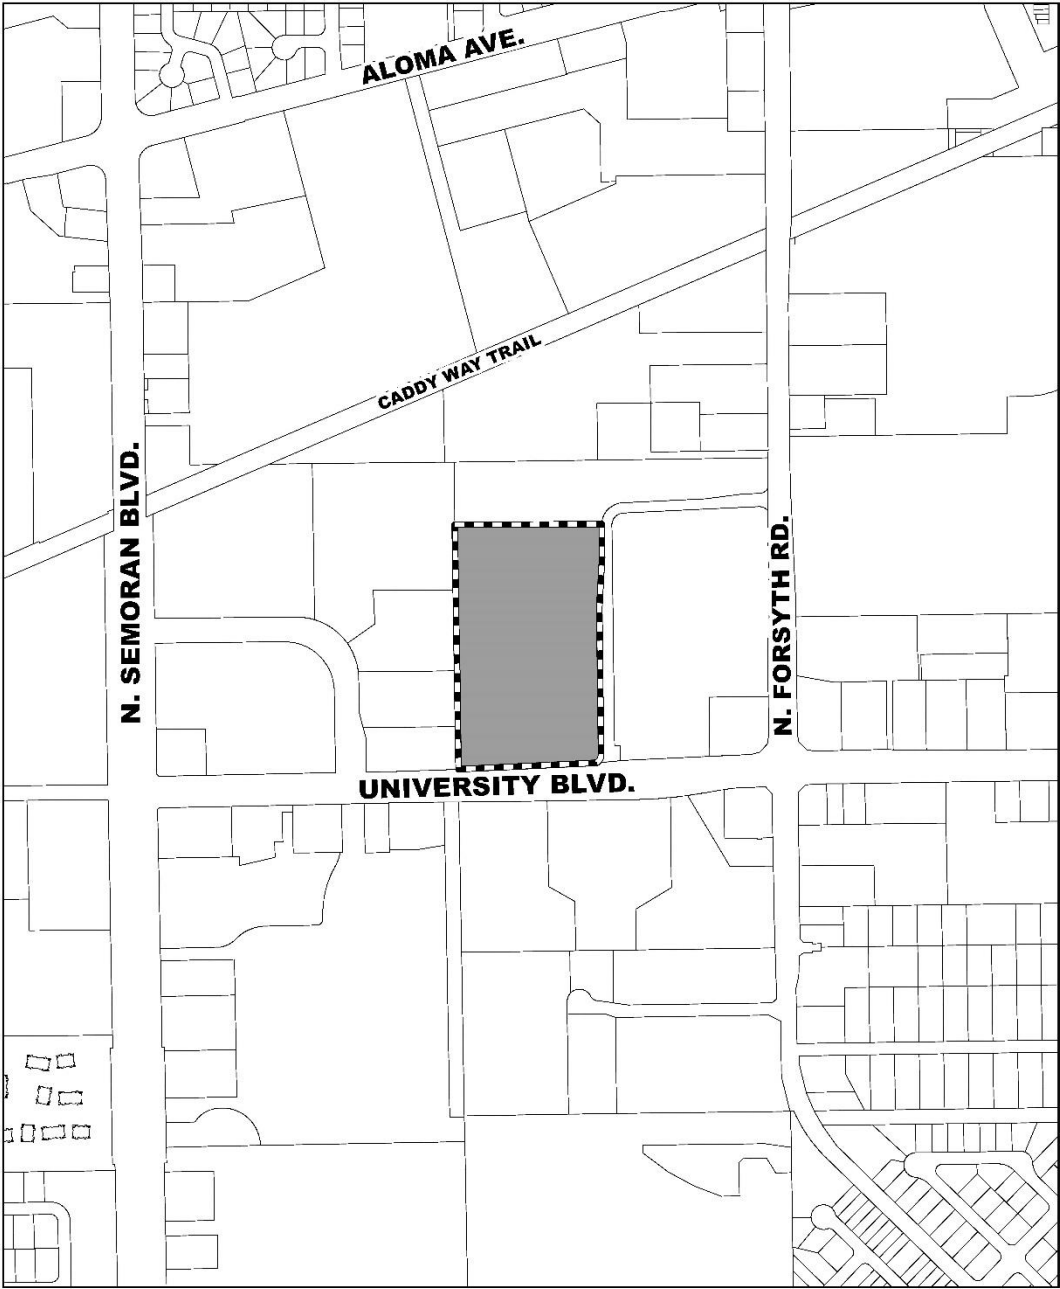 ALOMA AVE.
CADDY WAY TRAIL
N. SEMORAN BLVD.
N. FORSYTH RD.
UNIVERSITY BLVD.